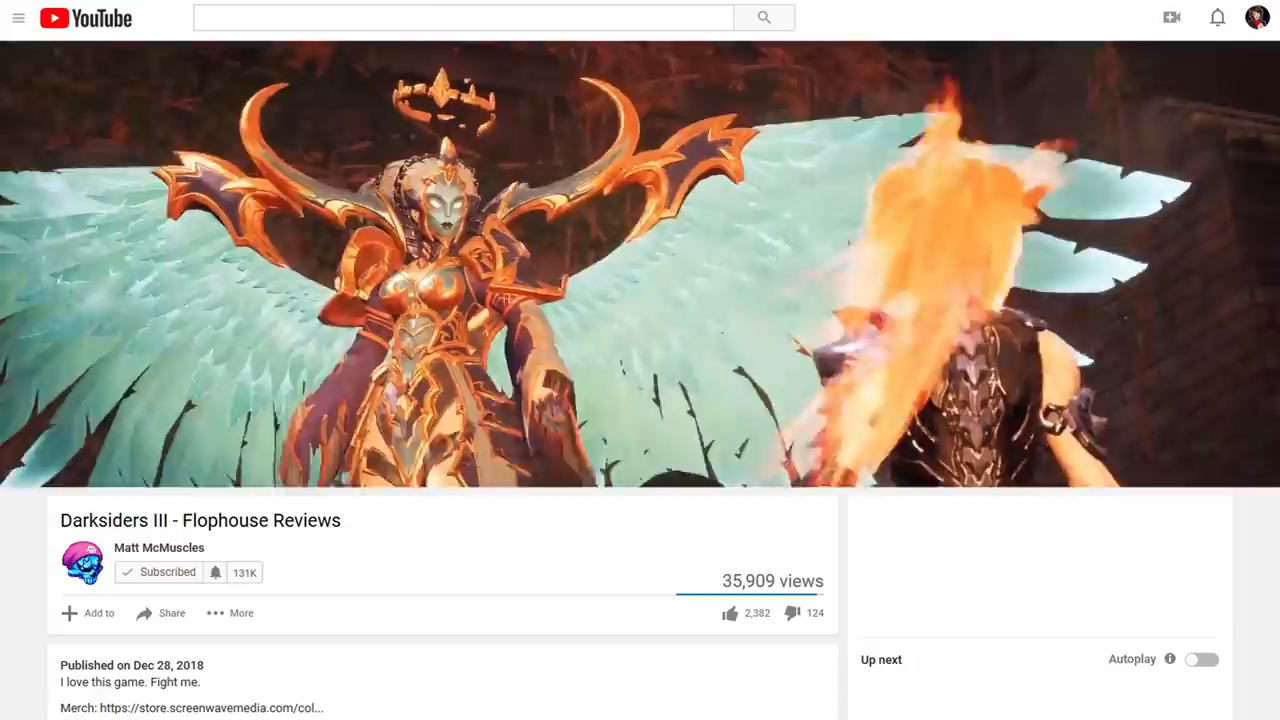 YouTube
Darksiders III - Flophouse Reviews
Matt McMuscles
Subscribed 131K
35,909 views
Add to Share More 2,382 124
Published on Dec 28, 2018
I love this game. Fight me.
Merch: https://store.screenwavemedia.com/col...
Up next Autoplay